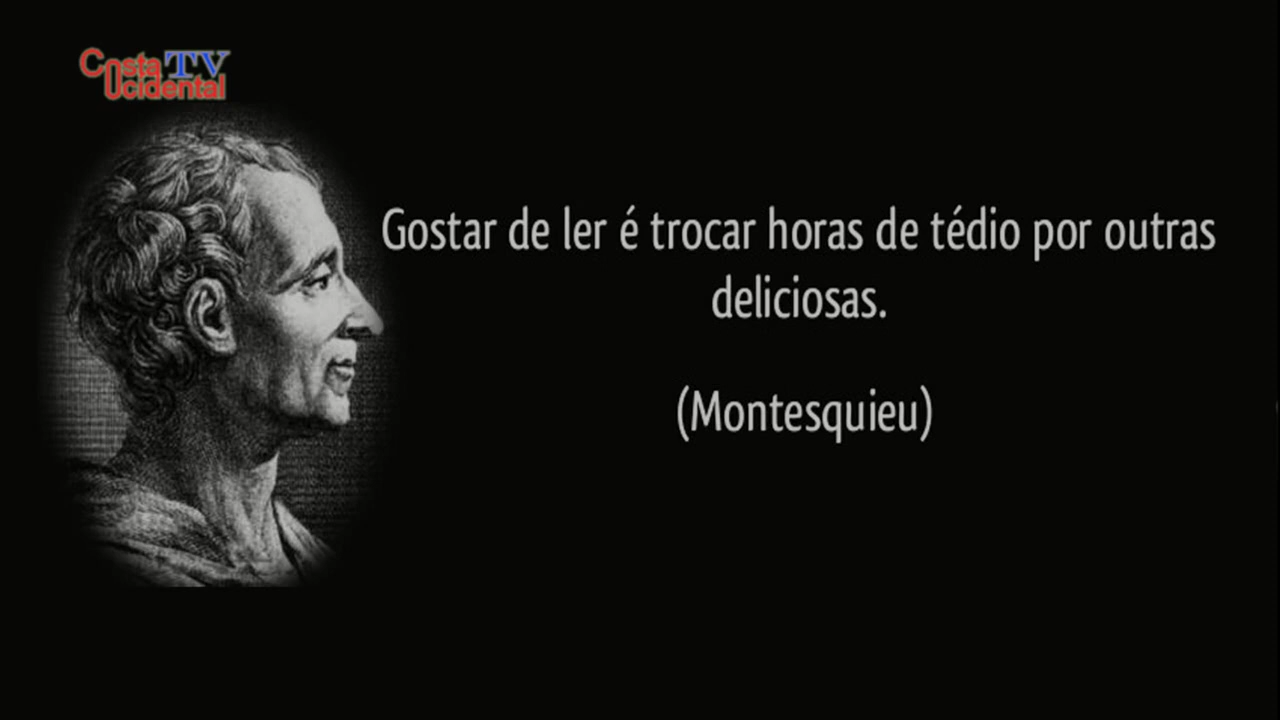 Costa TV
Ocidental
Gostar de ler é trocar horas de tédio por outras
deliciosas.
(Montesquieu)